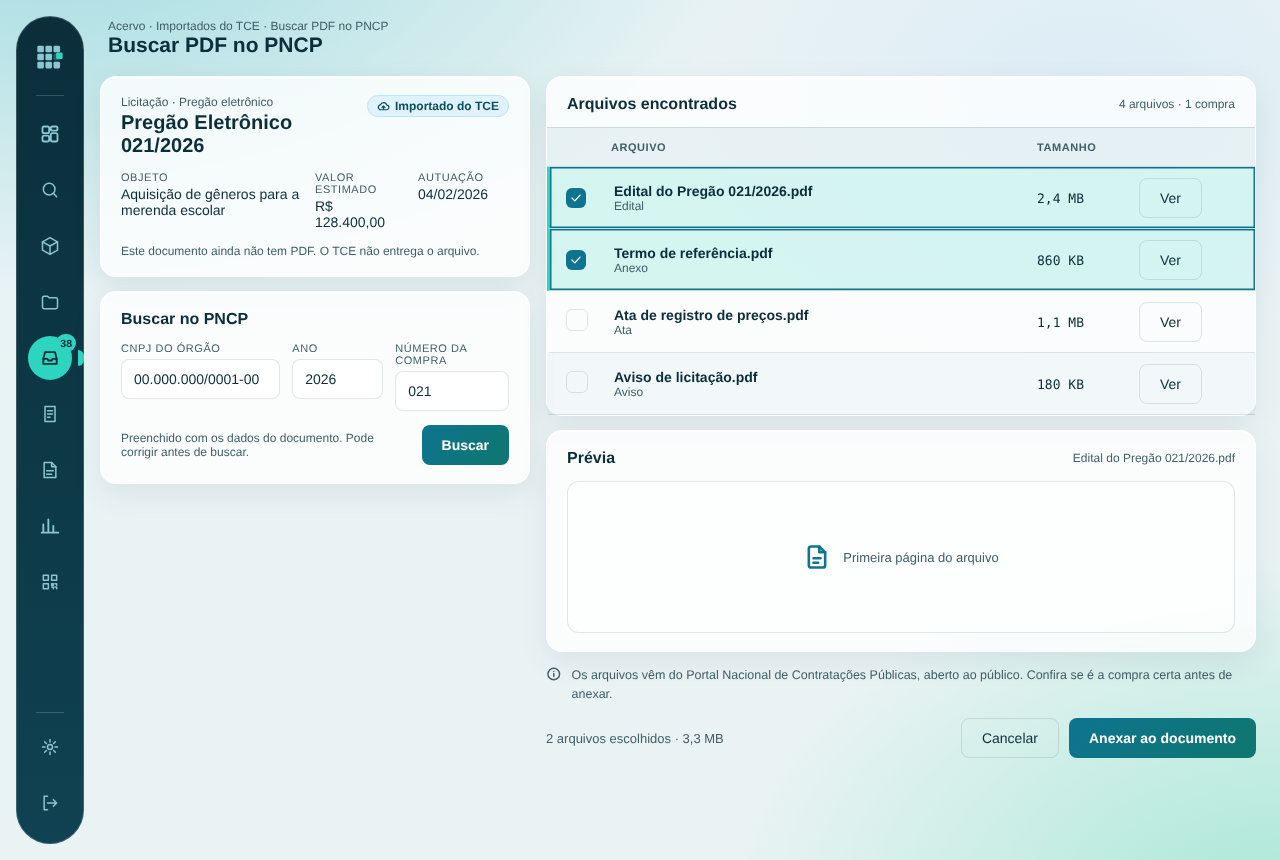 Acervo · Importados do TCE · Buscar PDF no PNCP
Buscar PDF no PNCP
38
Licitação · Pregão eletrônico
Importado do TCE
Pregão Eletrônico
021/2026
OBJETO
Aquisição de gêneros para a
merenda escolar
VALOR
ESTIMADO
R$
128.400,00
AUTUAÇÃO
04/02/2026
Este documento ainda não tem PDF. O TCE não entrega o arquivo.
Buscar no PNCP
CNPJ DO ÓRGÃO
00.000.000/0001-00
ANO
2026
NÚMERO DA
COMPRA
021
Preenchido com os dados do documento. Pode
corrigir antes de buscar.
Buscar
Arquivos encontrados
4 arquivos · 1 compra
ARQUIVO
TAMANHO
Edital do Pregão 021/2026.pdf
Edital
2,4 MB
Ver
Termo de referência.pdf
Anexo
860 KB
Ver
Ata de registro de preços.pdf
Ata
1,1 MB
Ver
Aviso de licitação.pdf
Aviso
180 KB
Ver
Prévia
Edital do Pregão 021/2026.pdf
Primeira página do arquivo
Os arquivos vêm do Portal Nacional de Contratações Públicas, aberto ao público. Confira se é a compra certa antes de
anexar.
2 arquivos escolhidos · 3,3 MB
Cancelar
Anexar ao documento